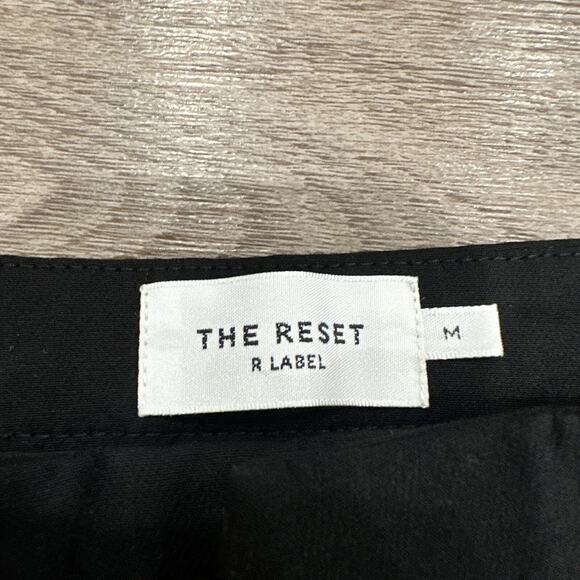 THE RESET
R LABEL
M